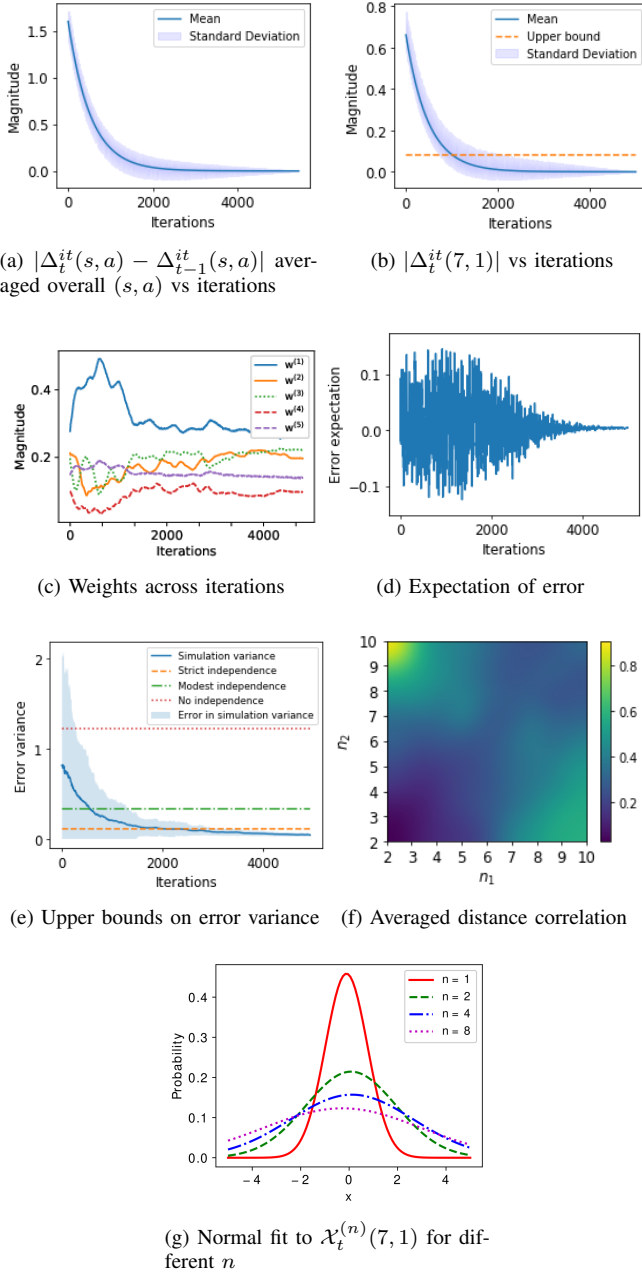 Mean
Standard Deviation
1.5
1.0
0.5
0.0
Magnitude
0
2000
4000
Iterations
Mean
Upper bound
Standard Deviation
0.8
0.6
0.4
0.2
0.0
Magnitude
0
2000
4000
Iterations
(a) |Δ_t^{it}(s, a) − Δ_{t−1}^{it}(s, a)| aver-
aged overall (s, a) vs iterations
(b) |Δ_t^{it}(7, 1)| vs iterations
w^{(1)}
w^{(2)}
w^{(3)}
w^{(4)}
w^{(5)}
0.4
0.2
Magnitude
0
2000
4000
Iterations
0.1
0.0
−0.1
Error expectation
0
2000
4000
Iterations
(c) Weights across iterations
(d) Expectation of error
Simulation variance
Strict independence
Modest independence
No independence
Error in simulation variance
2
1
0
Error variance
0
2000
4000
Iterations
10
9
8
7
6
5
4
3
2
n_2
2 3 4 5 6 7 8 9 10
n_1
0.8
0.6
0.4
0.2
(e) Upper bounds on error variance
(f) Averaged distance correlation
n = 1
n = 2
n = 4
n = 8
0.4
0.3
0.2
0.1
0.0
Probability
−4 −2 0 2 4
x
(g) Normal fit to 𝒳_t^{(n)}(7, 1) for dif-
ferent n